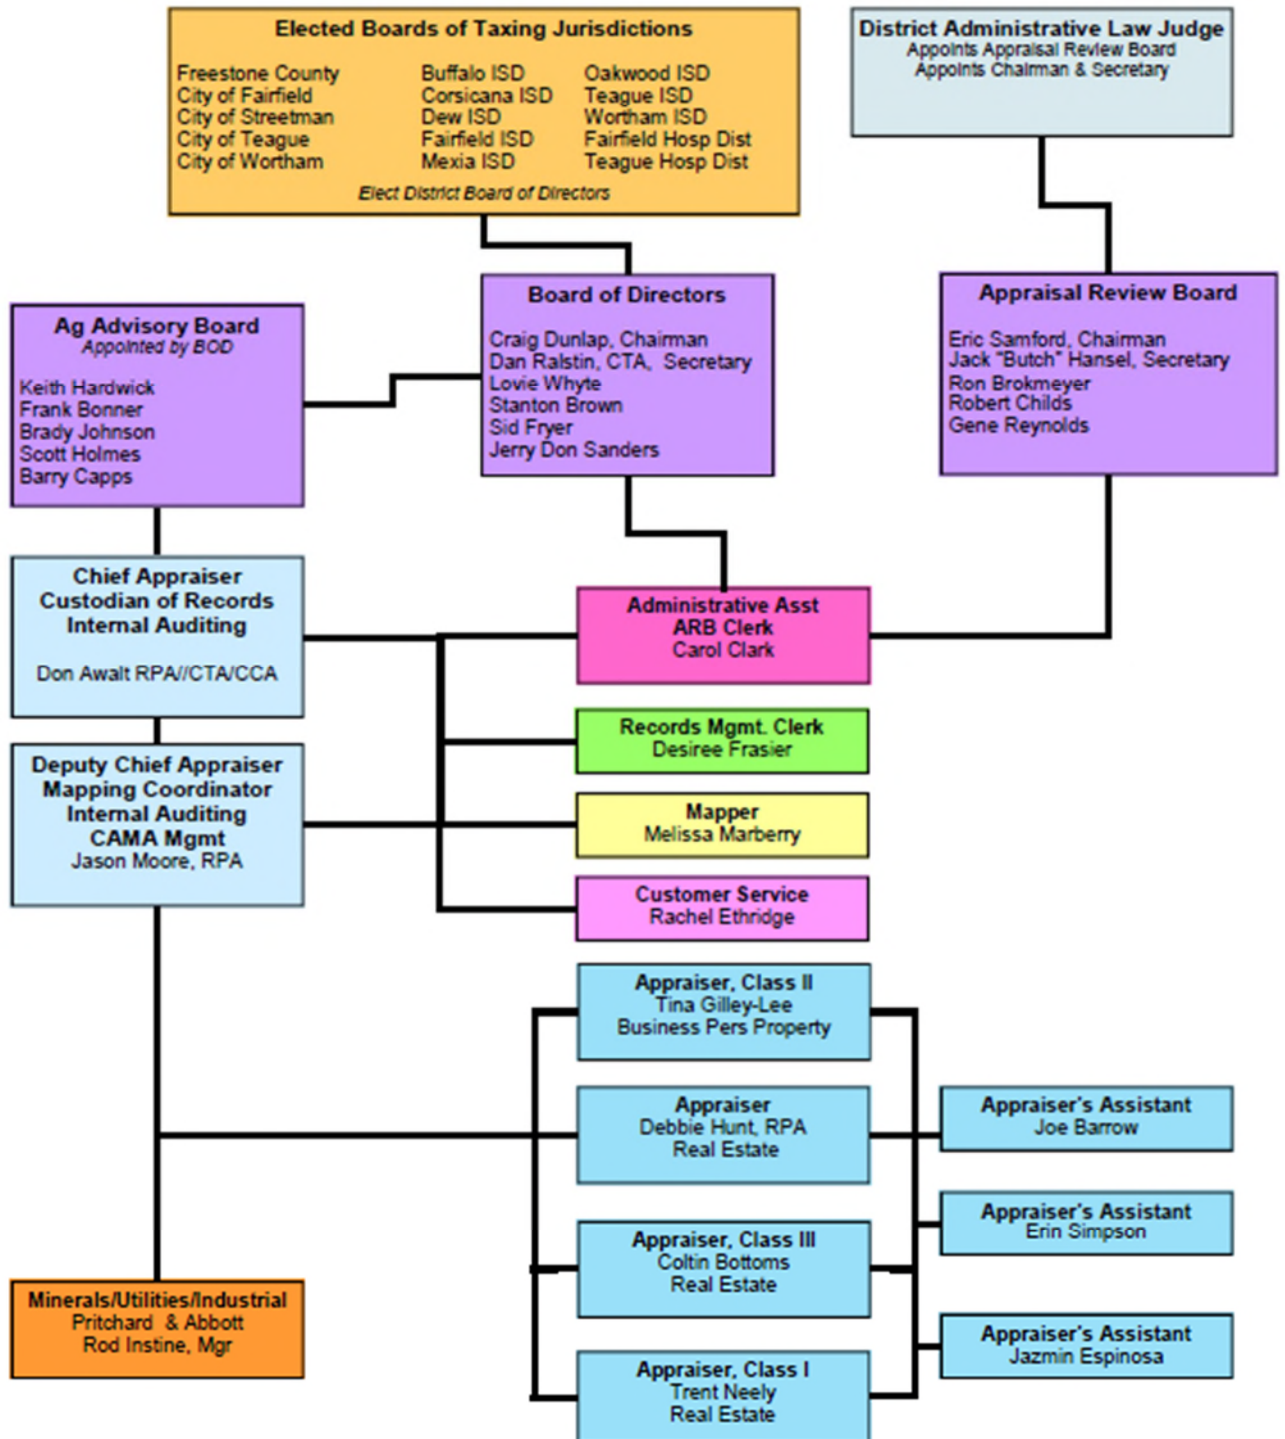 Elected Boards of Taxing Jurisdictions
Freestone County Buffalo ISD Oakwood ISD
City of Fairfield Corsicana ISD Teague ISD
City of Streetman Dew ISD Wortham ISD
City of Teague Fairfield ISD Fairfield Hosp Dist
City of Wortham Mexia ISD Teague Hosp Dist
Elect District Board of Directors
District Administrative Law Judge
Appoints Appraisal Review Board
Appoints Chairman & Secretary
Ag Advisory Board
Appointed by BOD
Keith Hardwick
Frank Bonner
Brady Johnson
Scott Holmes
Barry Capps
Board of Directors
Craig Dunlap, Chairman
Dan Ralstin, CTA, Secretary
Lovie Whyte
Stanton Brown
Sid Fryer
Jerry Don Sanders
Appraisal Review Board
Eric Samford, Chairman
Jack "Butch" Hansel, Secretary
Ron Brokmeyer
Robert Childs
Gene Reynolds
Chief Appraiser
Custodian of Records
Internal Auditing
Don Awalt RPA//CTA/CCA
Administrative Asst
ARB Clerk
Carol Clark
Records Mgmt. Clerk
Desiree Frasier
Deputy Chief Appraiser
Mapping Coordinator
Internal Auditing
CAMA Mgmt
Jason Moore, RPA
Mapper
Melissa Marberry
Customer Service
Rachel Ethridge
Appraiser, Class II
Tina Gilley-Lee
Business Pers Property
Appraiser
Debbie Hunt, RPA
Real Estate
Appraiser's Assistant
Joe Barrow
Appraiser's Assistant
Erin Simpson
Appraiser, Class III
Coltin Bottoms
Real Estate
Minerals/Utilities/Industrial
Pritchard & Abbott
Rod Instine, Mgr
Appraiser's Assistant
Jazmin Espinosa
Appraiser, Class I
Trent Neely
Real Estate